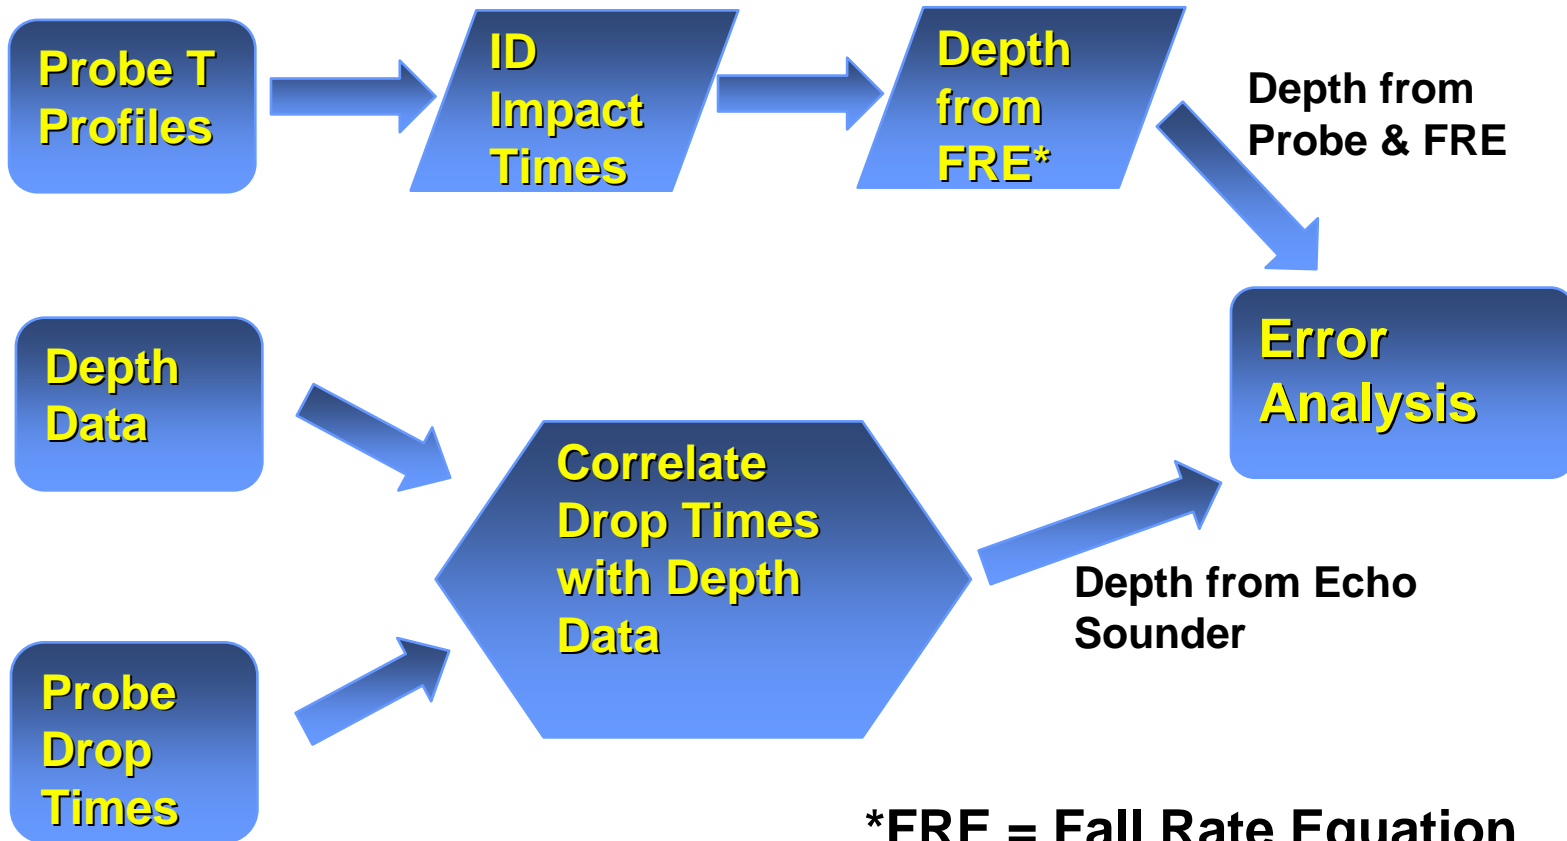 Probe T
Profiles
ID
Impact
Times
Depth
from
FRE*
Depth from
Probe & FRE
Depth
Data
Error
Analysis
Correlate
Drop Times
with Depth
Data
Depth from Echo
Sounder
Probe
Drop
Times
*FRE = Fall Rate Equation